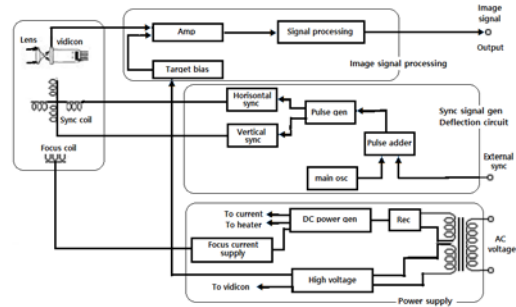 Image
signal
Lens
vidicon
Amp
Signal processing
Output
Target bias
Image signal processing
Horisontal
sync
Sync signal gen
Deflection circuit
Pulse gen
Sync coil
Vertical
sync
Pulse adder
Focus coil
External
sync
main osc
To current
To heater
DC power gen
Rec
AC
voltage
Focus current
supply
To vidicon
High voltage
Power supply